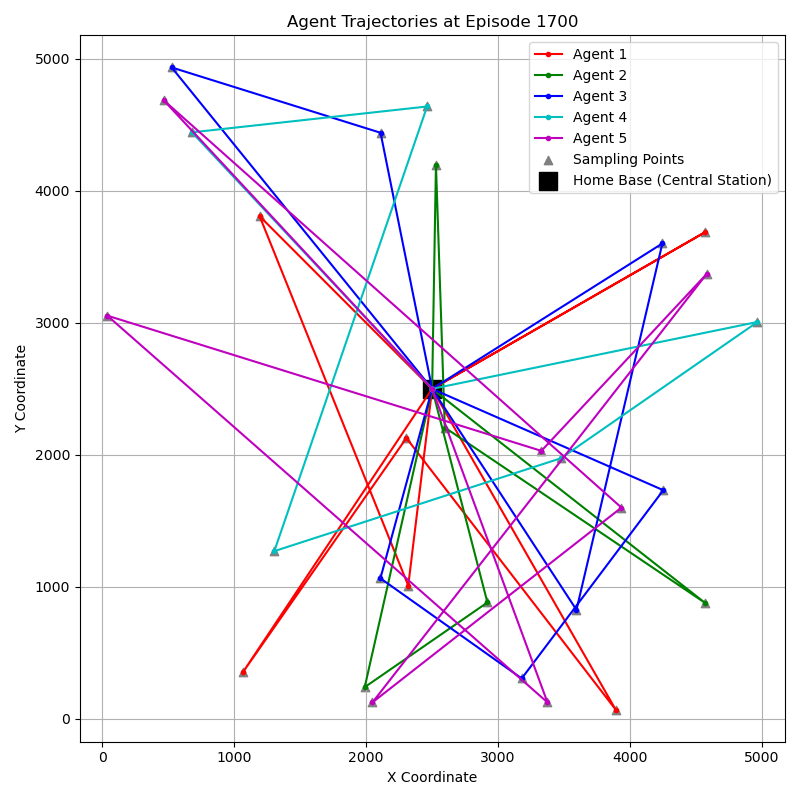 Agent Trajectories at Episode 1700
Agent 1
Agent 2
Agent 3
Agent 4
Agent 5
Sampling Points
Home Base (Central Station)
Y Coordinate
5000
4000
3000
2000
1000
0
0 1000 2000 3000 4000 5000
X Coordinate